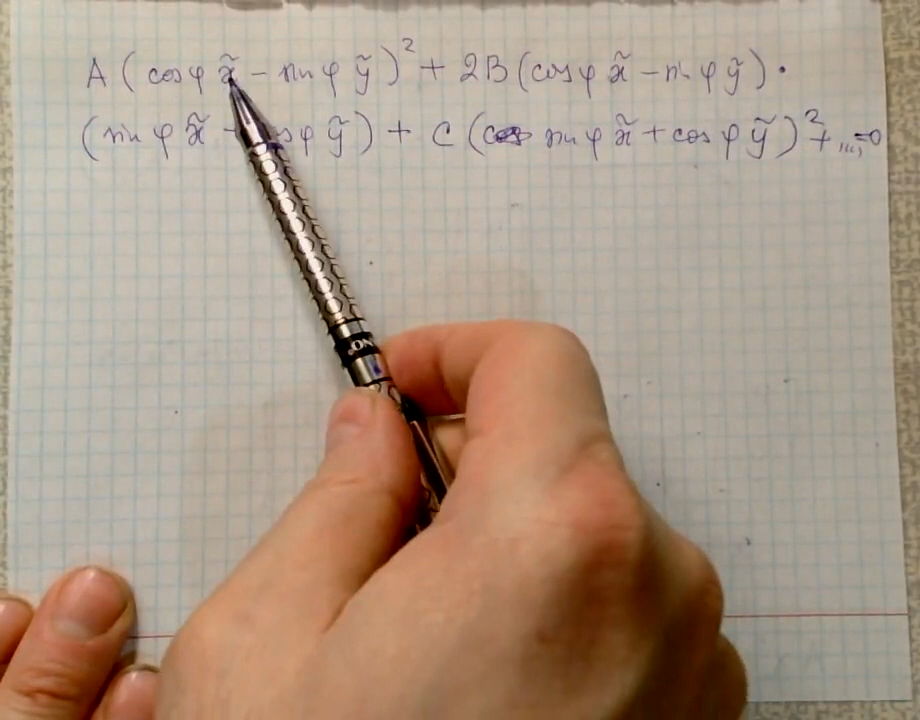 A (cos φ x̃ - sin φ ỹ)² + 2B (cos φ x̃ - sin φ ỹ) ·
(sin φ x̃ + cos φ ỹ) + C (sin φ x̃ + cos φ ỹ)² + ... = 0